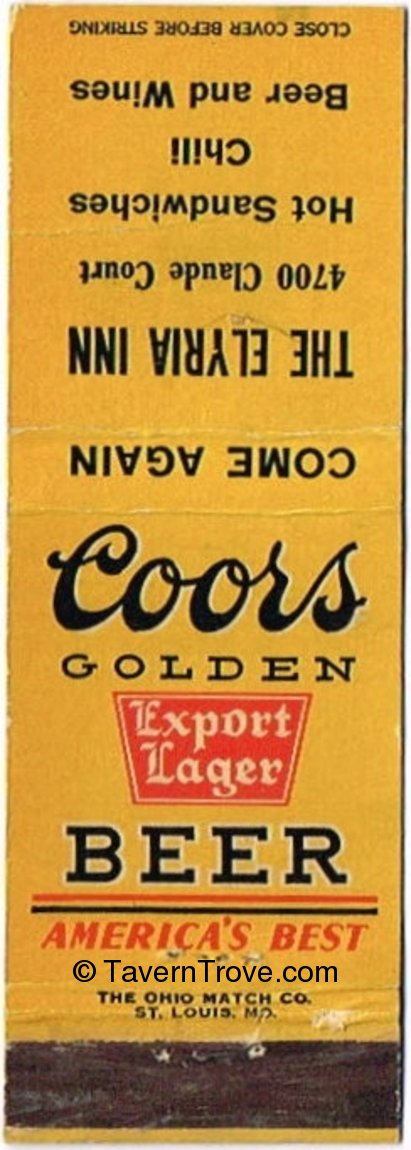 COME AGAIN
THE ELYRIA INN
4700 Claude Court
Hot Sandwiches
Chili
Beer and Wines
CLOSE COVER BEFORE STRIKING
Coors
GOLDEN
Export
Lager
BEER
AMERICA'S BEST
© TavernTrove.com
THE OHIO MATCH CO.
ST. LOUIS, MO.